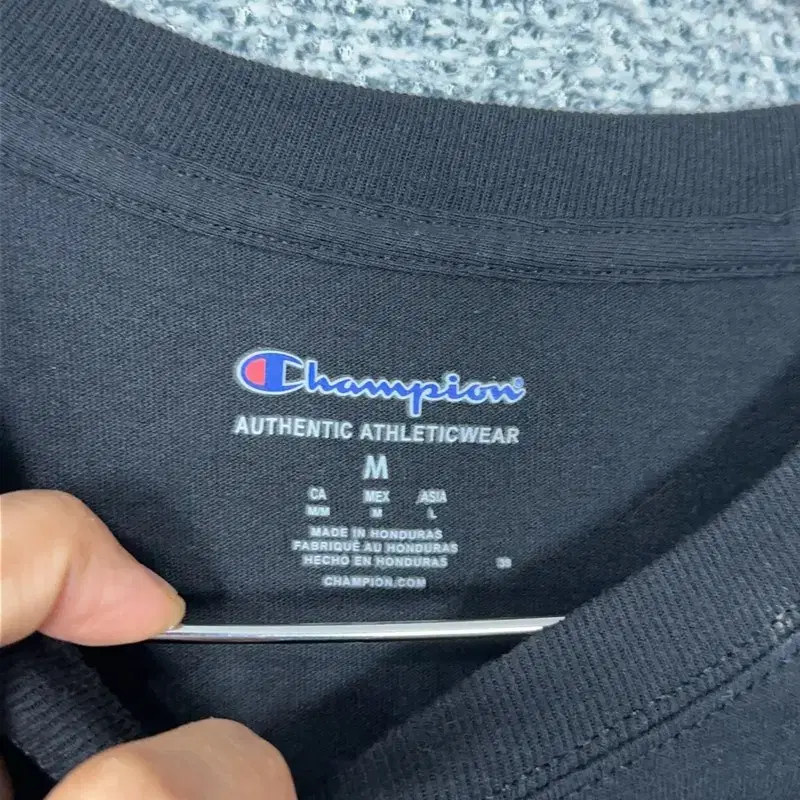 Champion®
AUTHENTIC ATHLETICWEAR
M
CA MEX ASIA
M/M M L
MADE IN HONDURAS
FABRIQUÉ AU HONDURAS
HECHO EN HONDURAS
CHAMPION.COM